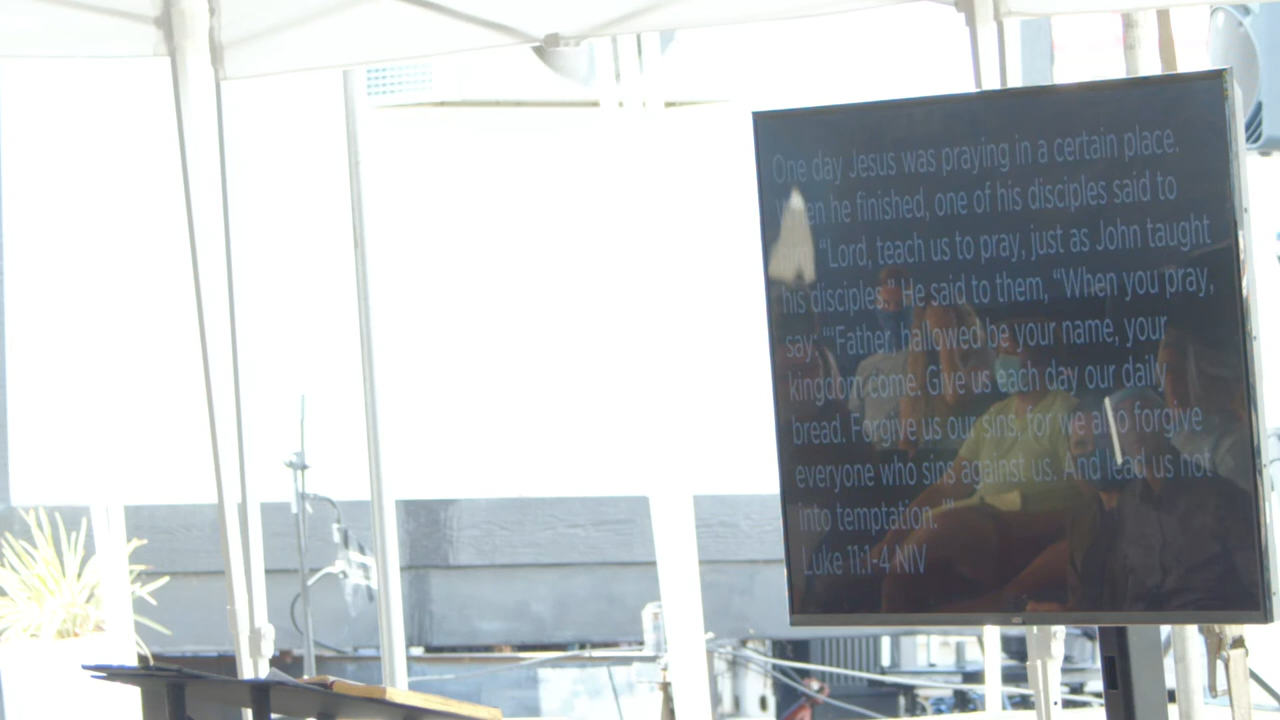 One day Jesus was praying in a certain place.
When he finished, one of his disciples said to
him, “Lord, teach us to pray, just as John taught
his disciples.” He said to them, “When you pray,
say: “‘Father, hallowed be your name, your
kingdom come. Give us each day our daily
bread. Forgive us our sins, for we also forgive
everyone who sins against us. And lead us not
into temptation.’”
Luke 11:1-4 NIV